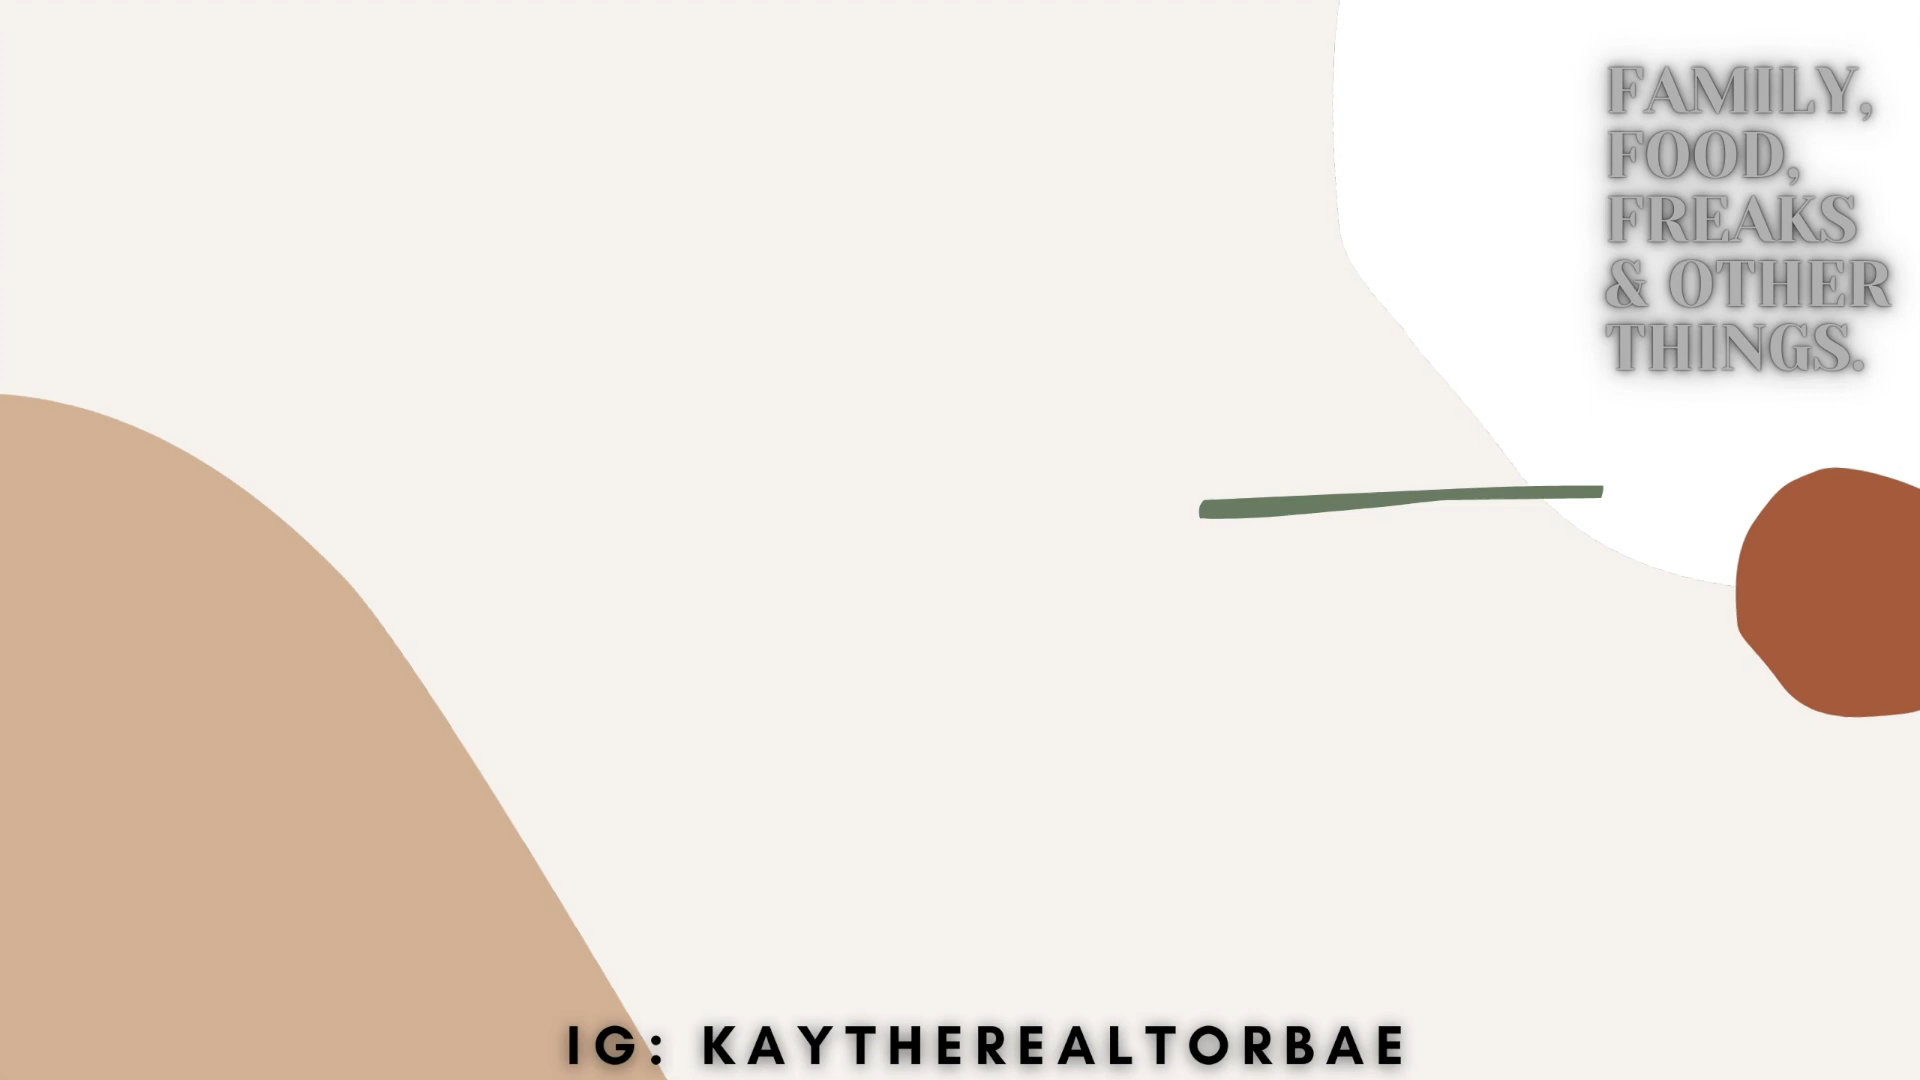 FAMILY,
FOOD,
FREAKS
& OTHER
THINGS.
IG: KAYTHEREALTORBAE